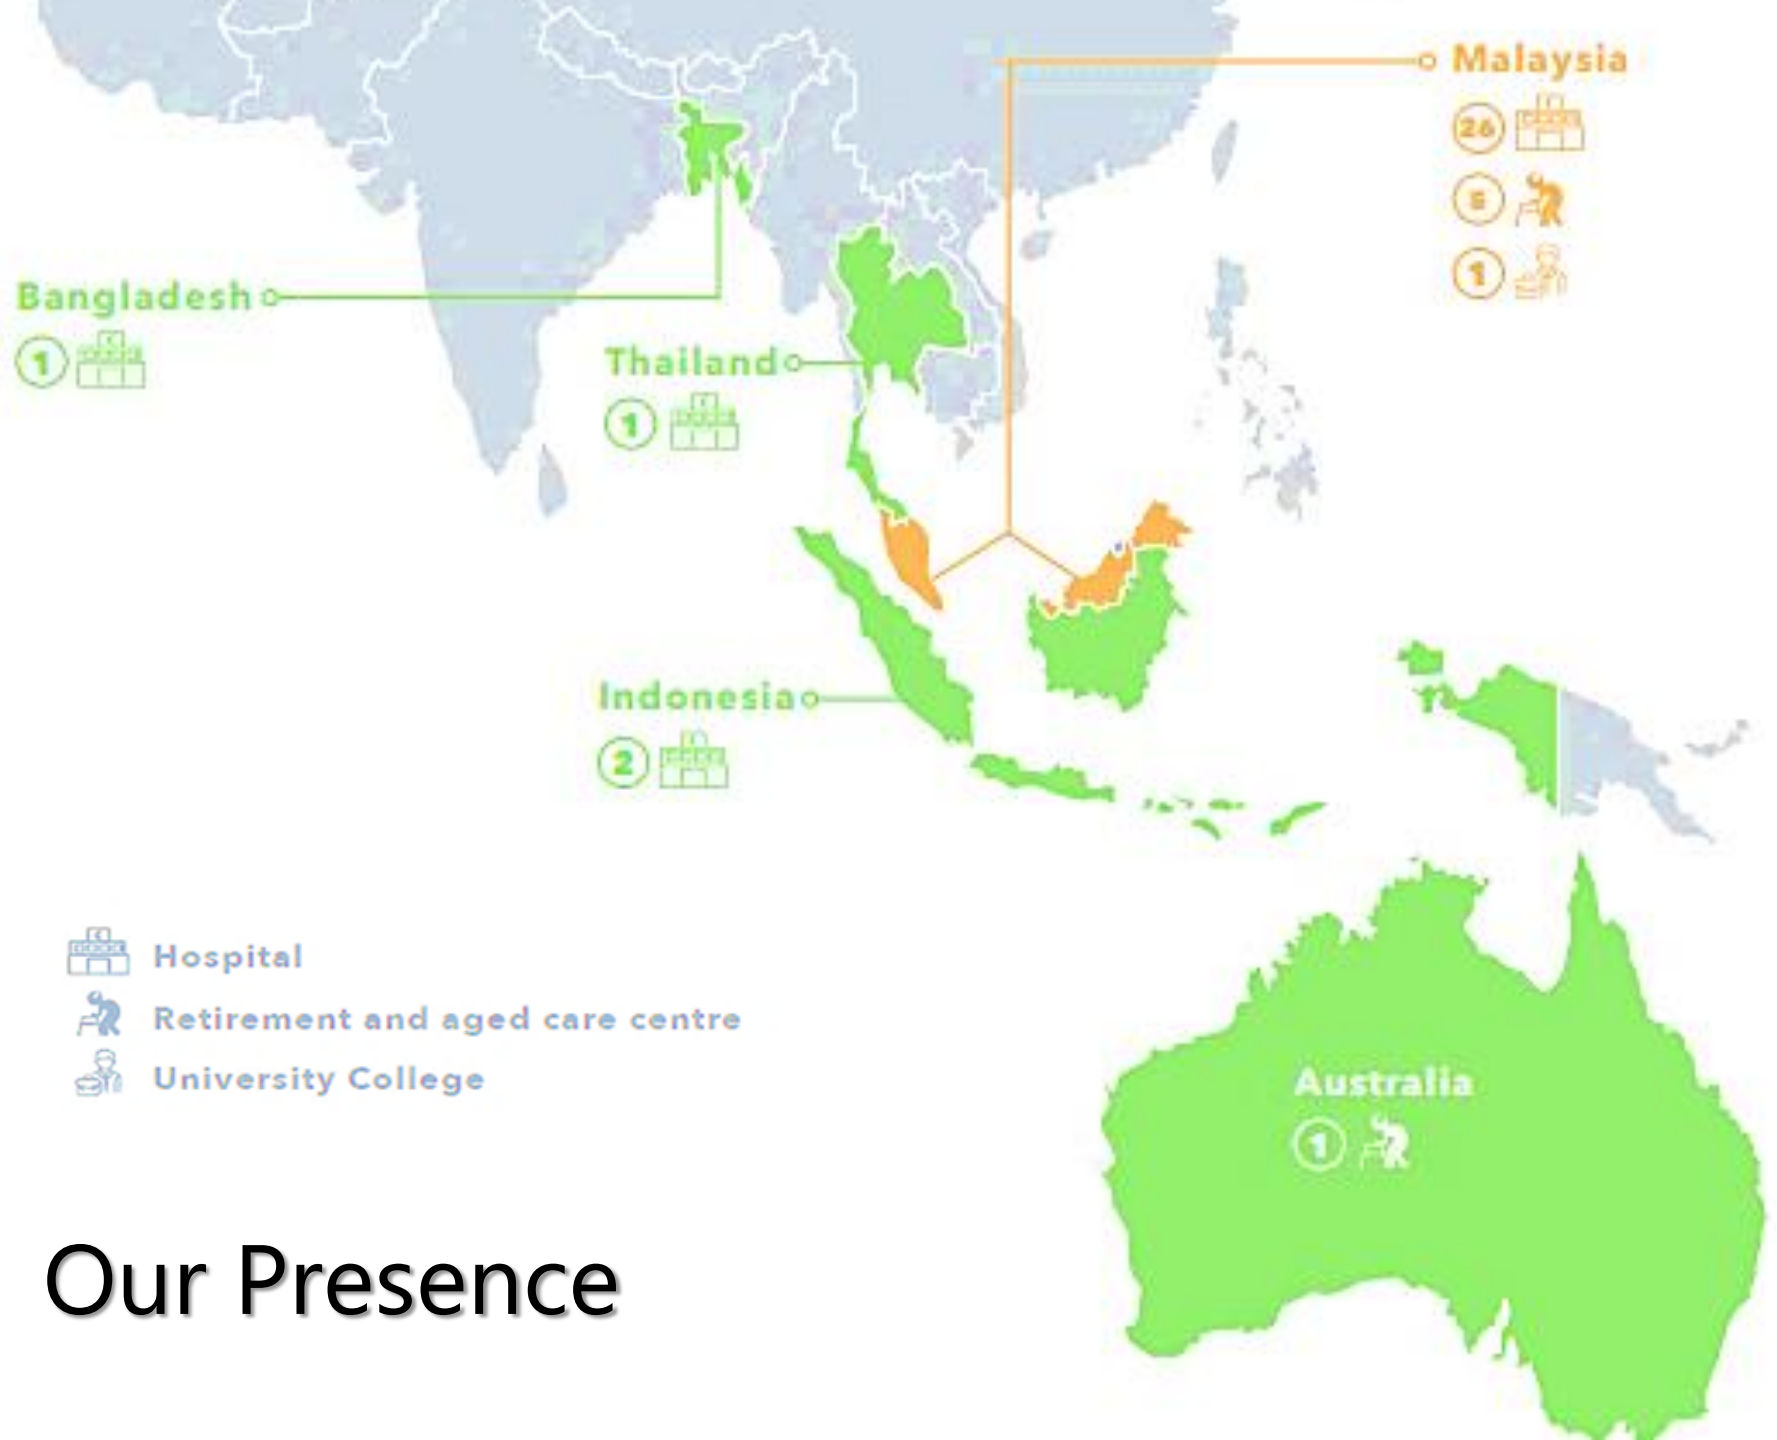 Malaysia
26
5
1
Bangladesh
1
Thailand
1
Indonesia
2
Hospital
Retirement and aged care centre
University College
Australia
1
Our Presence